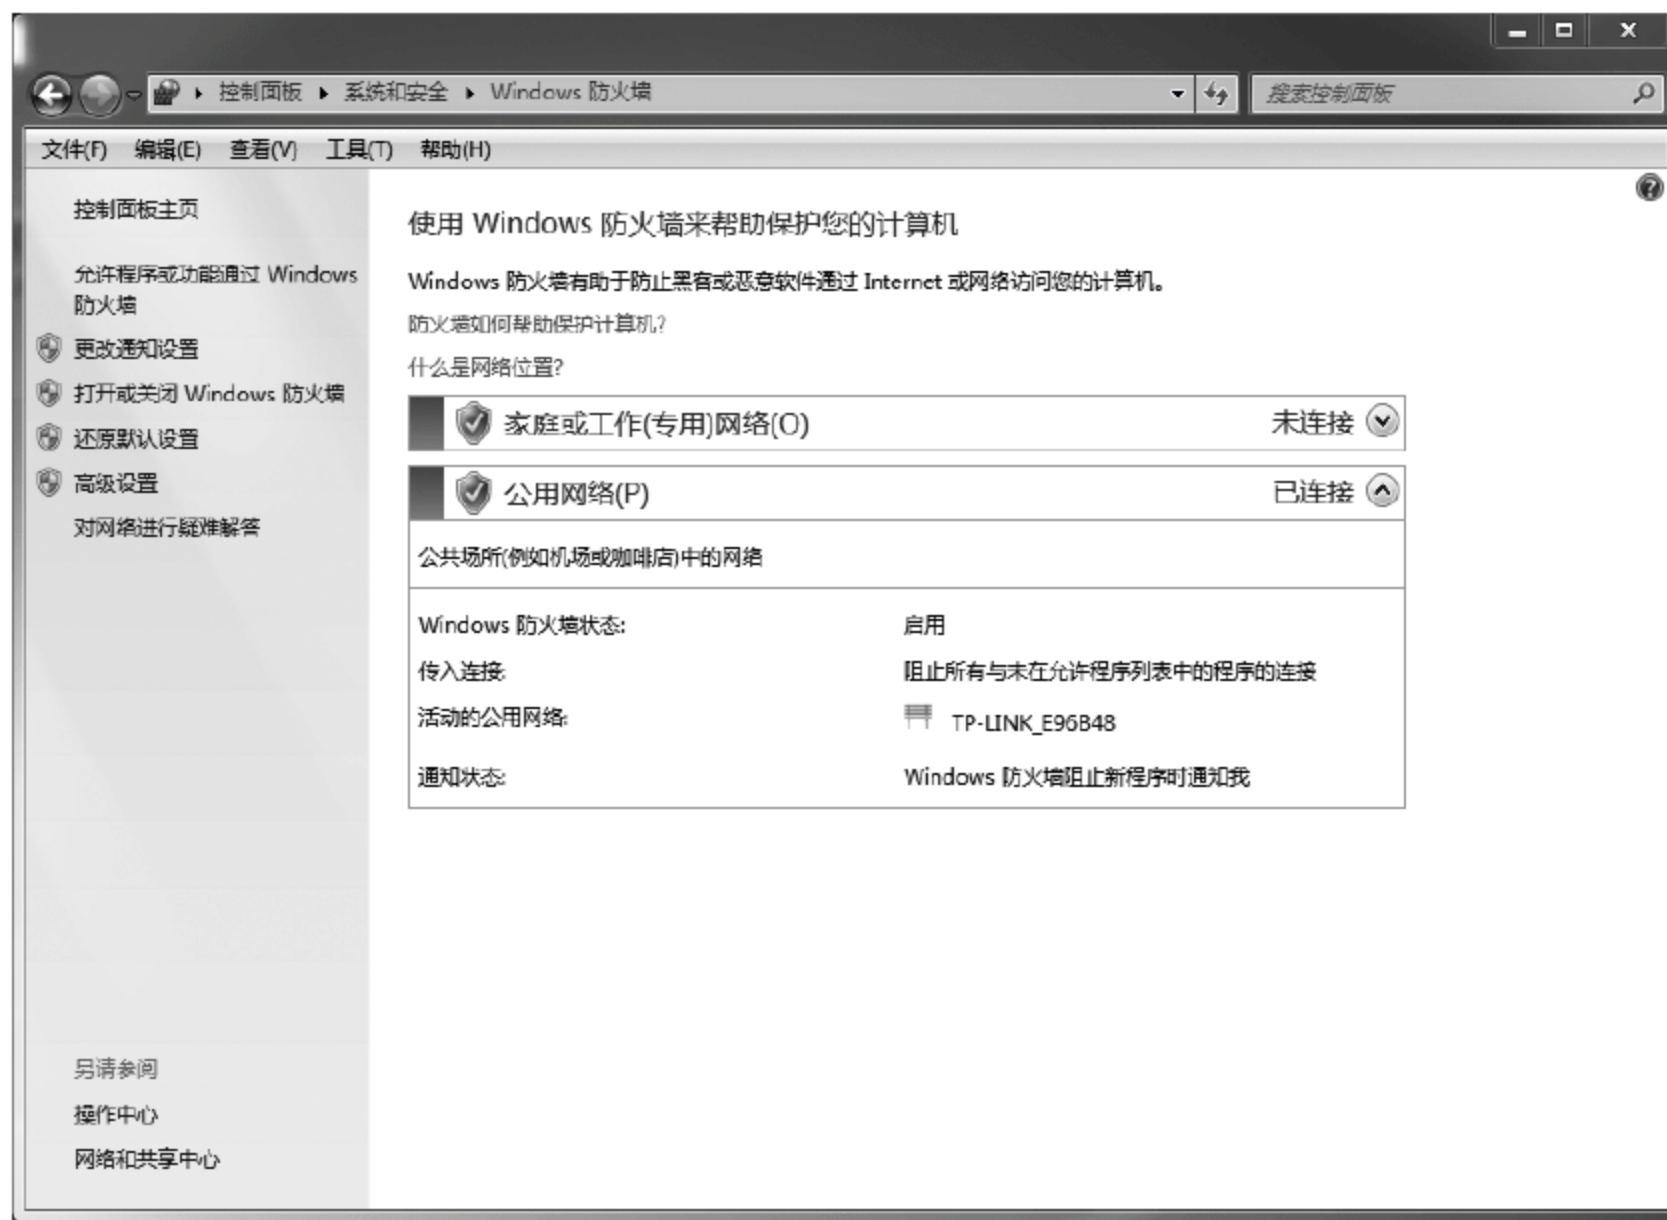 控制面板 ▸ 系统和安全 ▸ Windows 防火墙
搜索控制面板
文件(F) 编辑(E) 查看(V) 工具(T) 帮助(H)
控制面板主页
允许程序或功能通过 Windows
防火墙
更改通知设置
打开或关闭 Windows 防火墙
还原默认设置
高级设置
对网络进行疑难解答
另请参阅
操作中心
网络和共享中心
使用 Windows 防火墙来帮助保护您的计算机
Windows 防火墙有助于防止黑客或恶意软件通过 Internet 或网络访问您的计算机。
防火墙如何帮助保护计算机?
什么是网络位置?
家庭或工作(专用)网络(O) 未连接
公用网络(P) 已连接
公共场所(例如机场或咖啡店)中的网络
Windows 防火墙状态: 启用
传入连接: 阻止所有与未在允许程序列表中的程序的连接
活动的公用网络: TP-LINK_E96B48
通知状态: Windows 防火墙阻止新程序时通知我